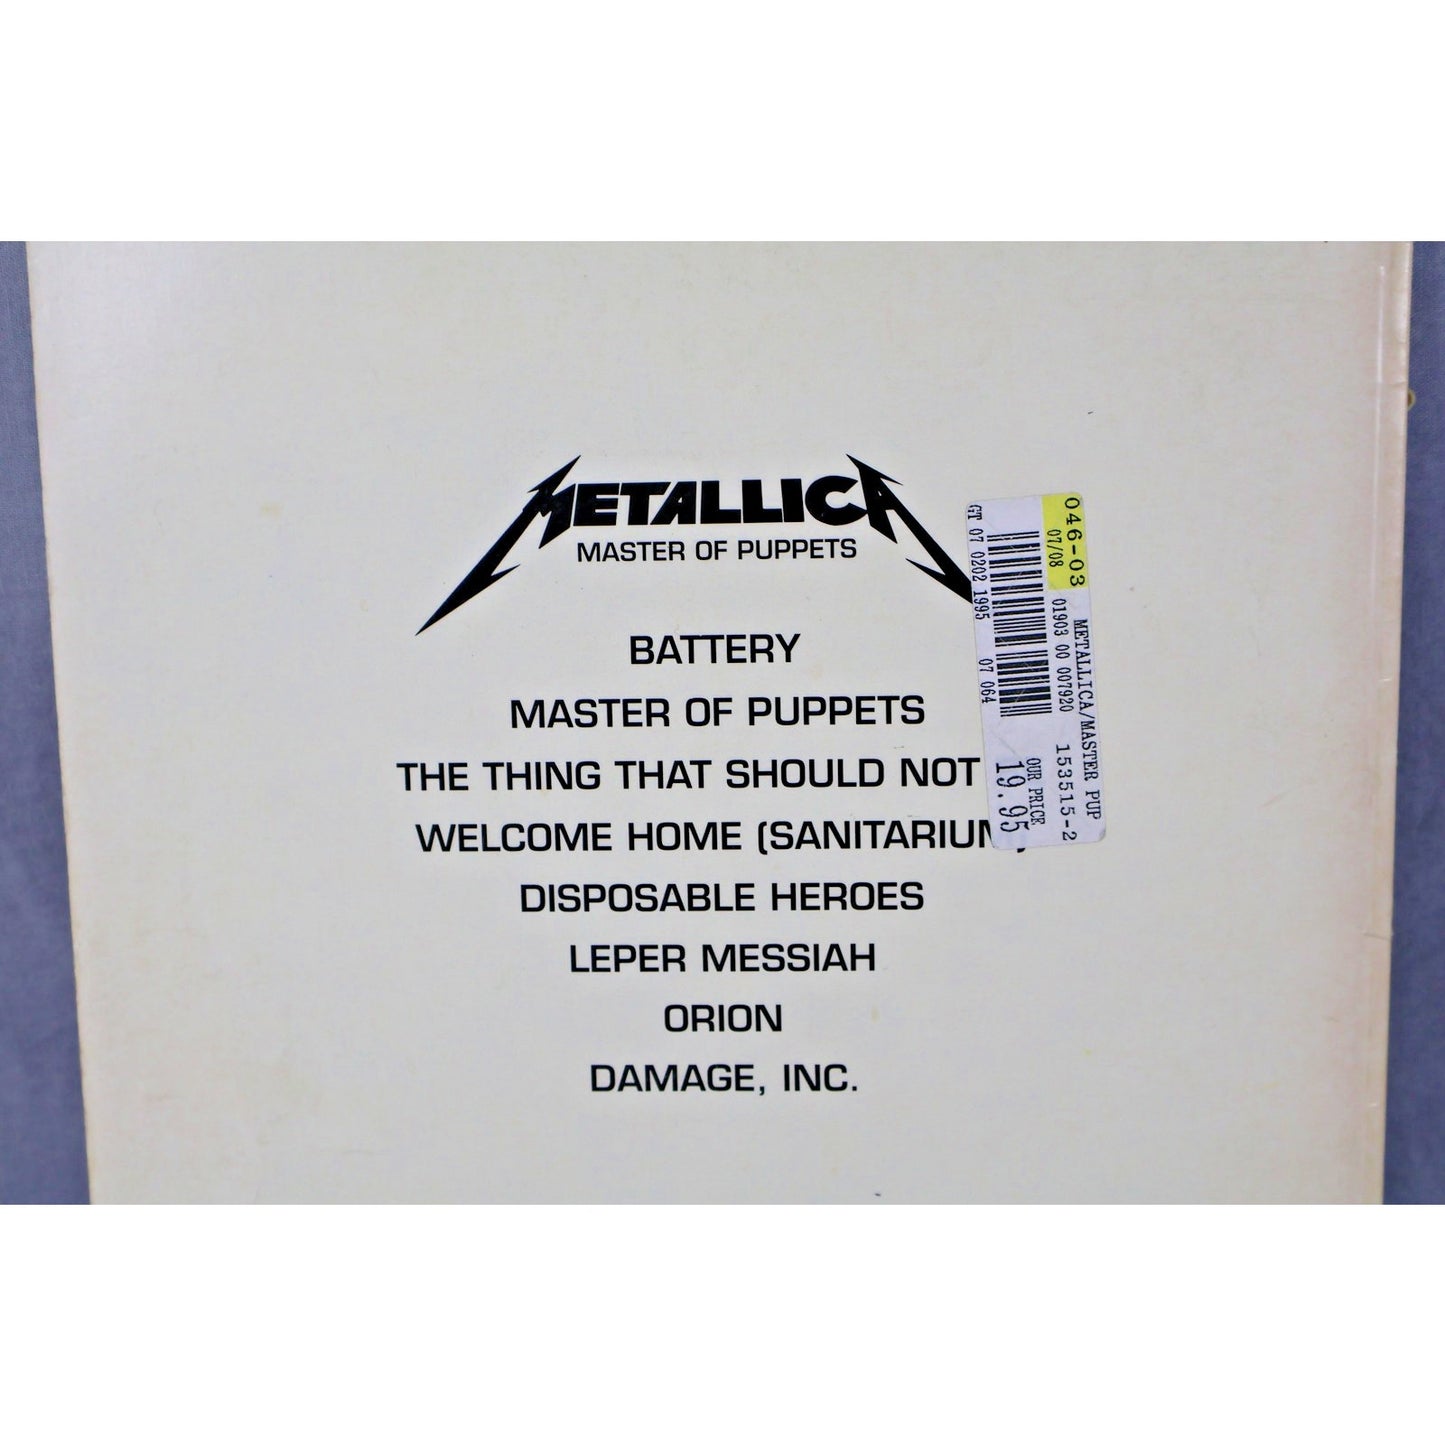 METALLICA
MASTER OF PUPPETS
BATTERY
MASTER OF PUPPETS
THE THING THAT SHOULD NOT
WELCOME HOME (SANITARIUM)
DISPOSABLE HEROES
LEPER MESSIAH
ORION
DAMAGE, INC.
METALLICA/MASTER PUP
046-03 153515-2
07/08 01903 00 007920
OUR PRICE
19.95
GT 07 0202 1995 07 064